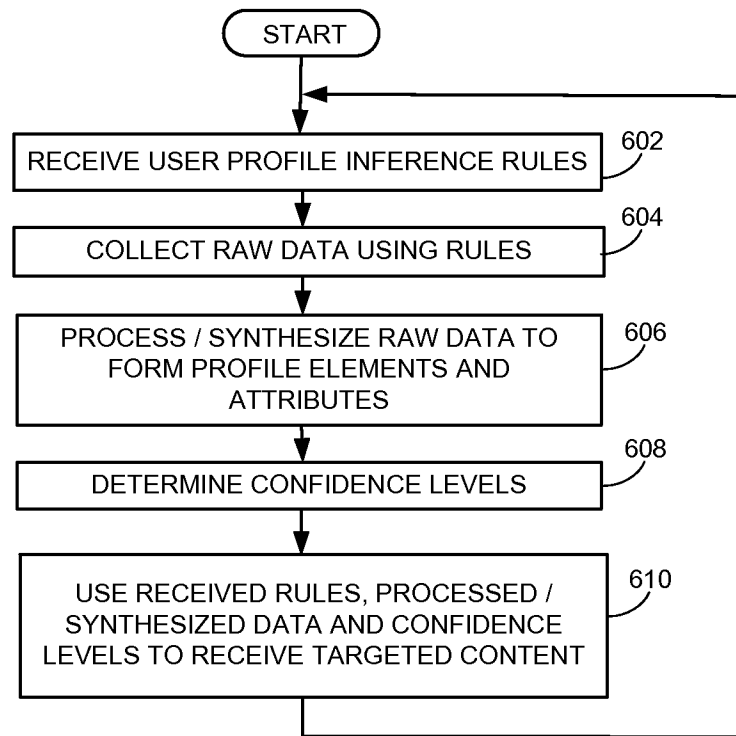 START
RECEIVE USER PROFILE INFERENCE RULES
602
COLLECT RAW DATA USING RULES
604
PROCESS / SYNTHESIZE RAW DATA TO
FORM PROFILE ELEMENTS AND
ATTRIBUTES
606
DETERMINE CONFIDENCE LEVELS
608
USE RECEIVED RULES, PROCESSED /
SYNTHESIZED DATA AND CONFIDENCE
LEVELS TO RECEIVE TARGETED CONTENT
610